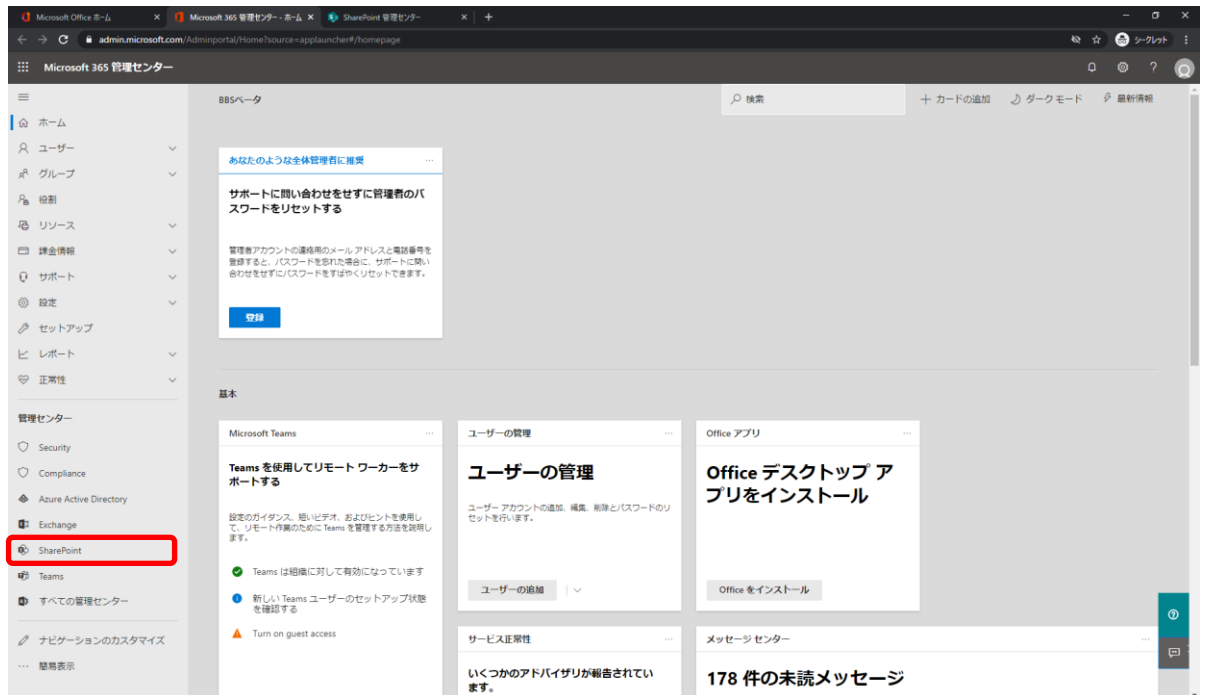 Microsoft Office ホーム
Microsoft 365 管理センター - ホーム
SharePoint 管理センター
admin.microsoft.com/Adminportal/Home?source=applauncher#/homepage
シークレット
Microsoft 365 管理センター
BBSベータ
検索
カードの追加
ダーク モード
最新情報
ホーム
ユーザー
グループ
役割
リソース
課金情報
サポート
設定
セットアップ
レポート
正常性
管理センター
Security
Compliance
Azure Active Directory
Exchange
SharePoint
Teams
すべての管理センター
ナビゲーションのカスタマイズ
簡易表示
あなたのような全体管理者に推奨
サポートに問い合わせをせずに管理者のパ
スワードをリセットする
管理者アカウントの連絡用のメール アドレスと電話番号を
登録すると、パスワードを忘れた場合に、サポートに問い
合わせをせずにパスワードをすばやくリセットできます。
登録
基本
Microsoft Teams
Teams を使用してリモート ワーカーをサ
ポートする
設定のガイダンス、短いビデオ、およびヒントを使用し
て、リモート作業のために Teams を管理する方法を説明し
ます。
Teams は組織に対して有効になっています
新しい Teams ユーザーのセットアップ状態
を確認する
Turn on guest access
ユーザーの管理
ユーザーの管理
ユーザー アカウントの追加、編集、削除とパスワードのリ
セットを行います。
ユーザーの追加
Office アプリ
Office デスクトップ ア
プリをインストール
Office をインストール
サービス正常性
いくつかのアドバイザリが報告されてい
ます。
メッセージ センター
178 件の未読メッセージ